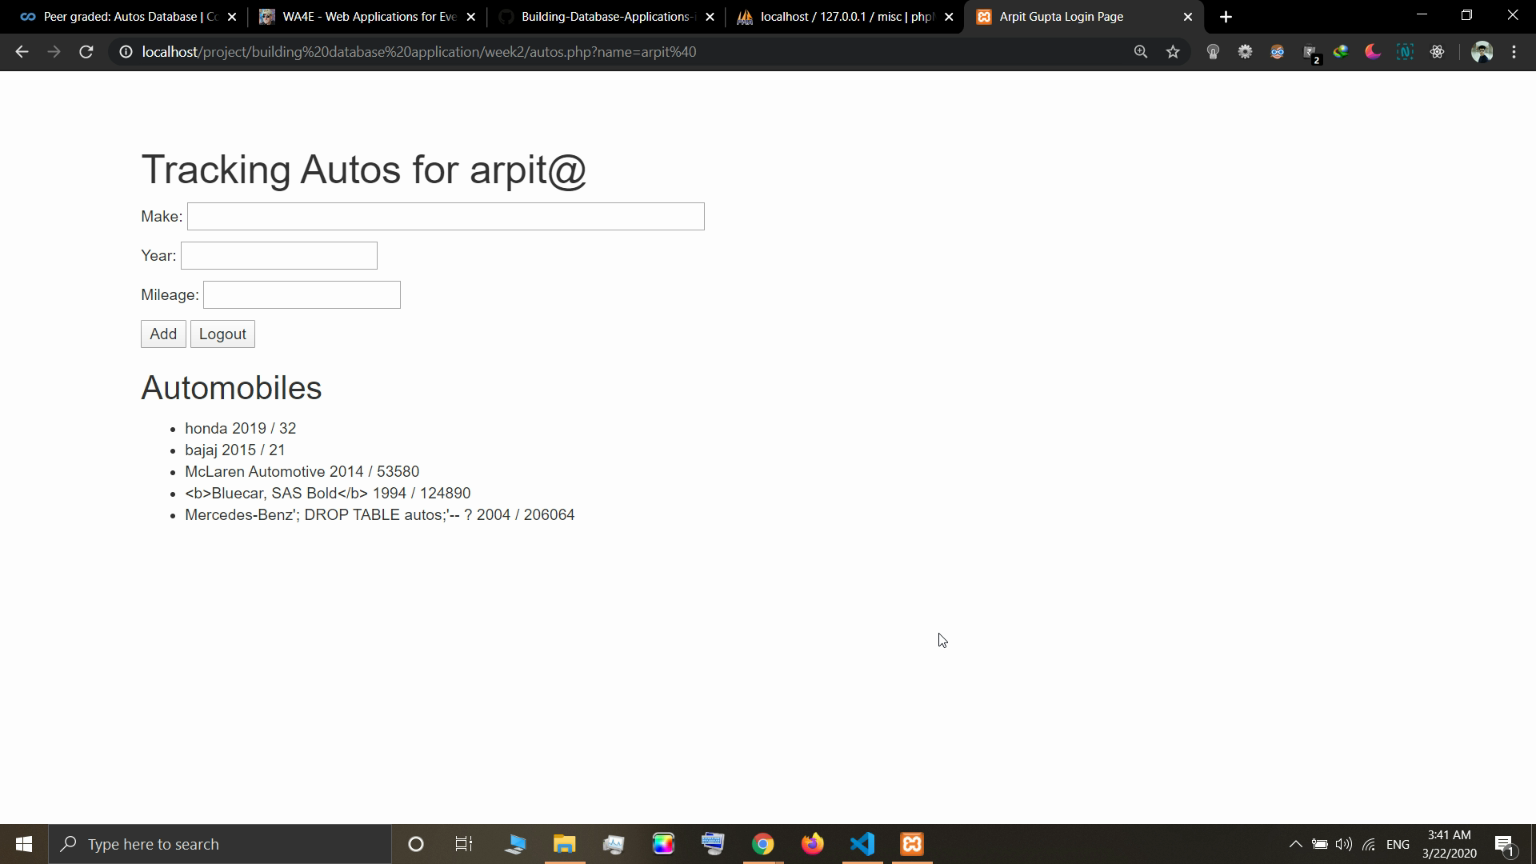 Peer graded: Autos Database | Co
WA4E - Web Applications for Eve
Building-Database-Applications-i
localhost / 127.0.0.1 / misc | php
Arpit Gupta Login Page
localhost/project/building%20database%20application/week2/autos.php?name=arpit%40
2
Tracking Autos for arpit@
Make:
Year:
Mileage:
Add Logout
Automobiles
honda 2019 / 32
bajaj 2015 / 21
McLaren Automotive 2014 / 53580
<b>Bluecar, SAS Bold</b> 1994 / 124890
Mercedes-Benz'; DROP TABLE autos;'-- ? 2004 / 206064
Type here to search
ENG
3:41 AM
3/22/2020
1